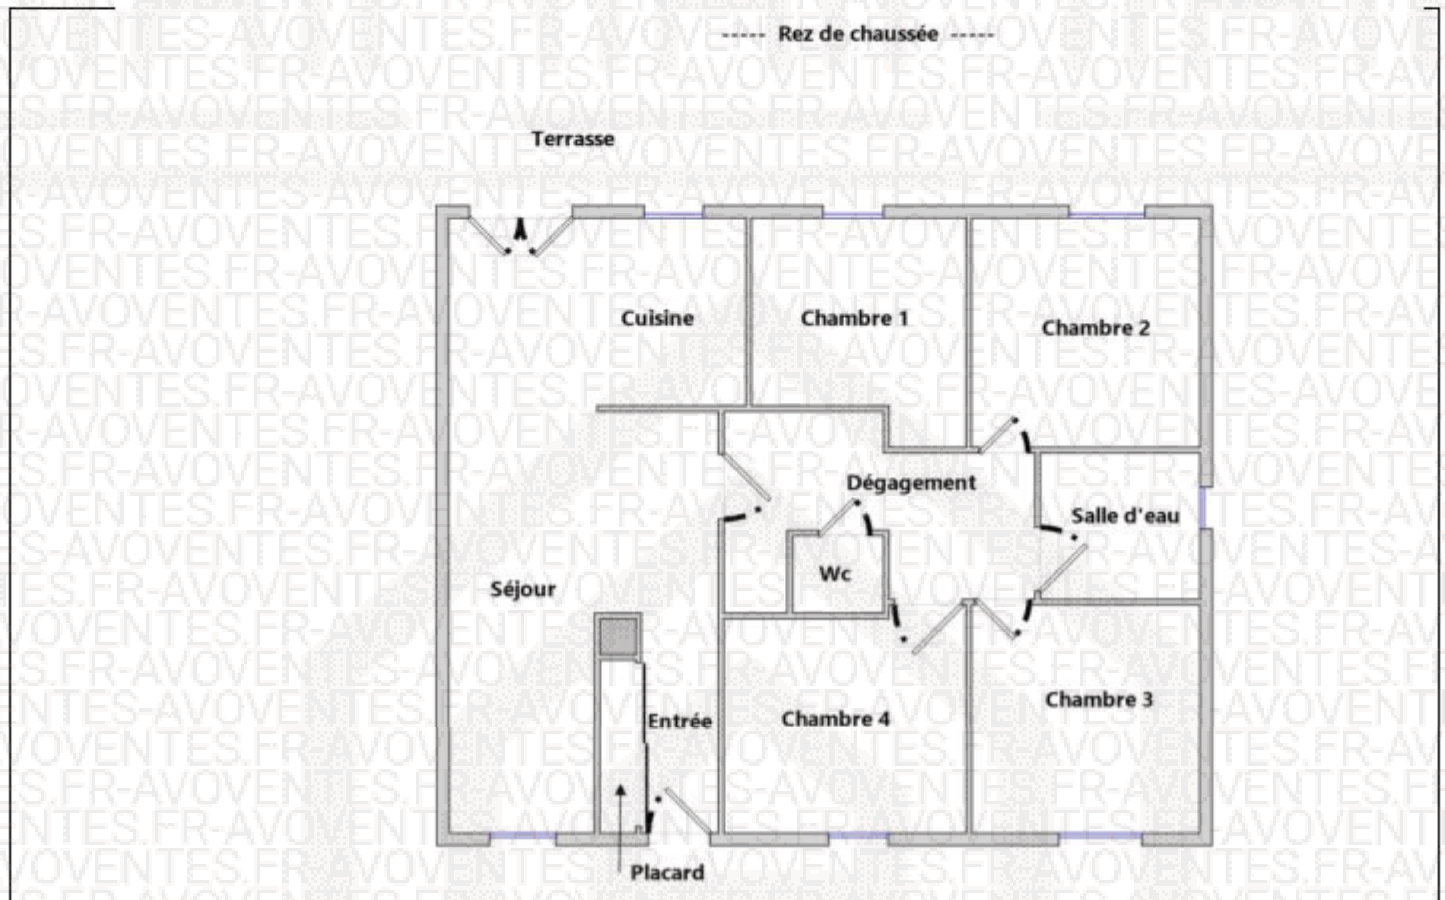 ----- Rez de chaussée -----
Terrasse
Cuisine
Chambre 1
Chambre 2
Dégagement
Salle d'eau
Wc
Séjour
Entrée
Chambre 4
Chambre 3
Placard